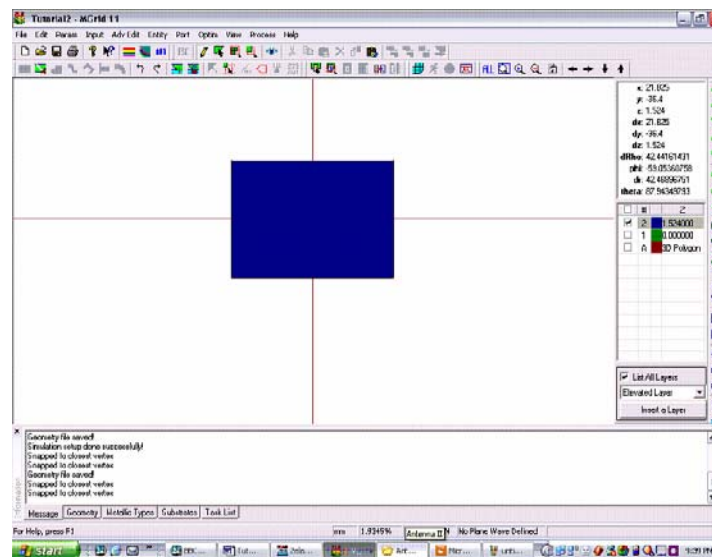 Tutorial2 - MGrid 11
File Edit Param Input Adv Edit Entity Port Optim View Process Help
x: 21.825
y: -36.4
z: 1.524
dx: 21.825
dy: -36.4
dz: 1.524
dRho: 42.44161431
phi: -59.05360758
dr: 42.46896751
theta: 87.94349793
# Z
2 1.524000
1 0.000000
A 3D Polygon
List All Layers
Elevated Layer
Insert a Layer
Geometry file saved!
Simulation setup done successfully!
Snapped to closest vertex
Snapped to closest vertex
Geometry file saved!
Snapped to closest vertex
Snapped to closest vertex
Message Geometry Metallic Types Substrates Task List
For Help, press F1
mm 1.9345% Antenna II No Plane Wave Defined
start